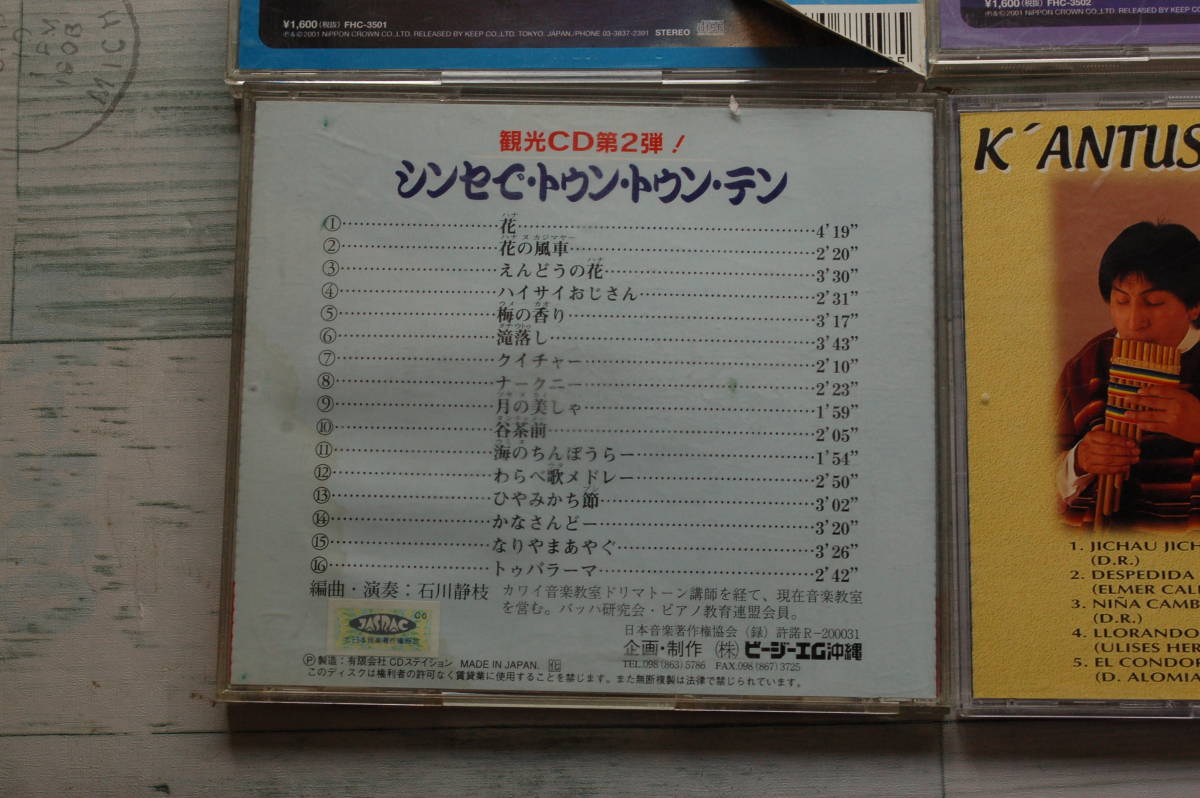 ¥1,600(税抜) FHC-3501
℗&© 2001 NIPPON CROWN CO.,LTD. RELEASED BY KEEP CO.,LTD. TOKYO. JAPAN./PHONE 03-3837-2391 STEREO
¥1,600(税抜) FHC-3502
℗&© 2001 NIPPON CROWN CO.,LTD. RELEASED BY KEEP CO.,LTD.
MICH
観光CD第2弾!
シンセで・トゥン・トゥン・テン
① 花 4'19"
② 花の風車 2'20"
③ えんどうの花 3'30"
④ ハイサイおじさん 2'31"
⑤ 梅の香り 3'17"
⑥ 滝落し 3'43"
⑦ クイチャー 2'10"
⑧ ナークニー 2'23"
⑨ 月の美しゃ 1'59"
⑩ 谷茶前 2'05"
⑪ 海のちんぼうらー 1'54"
⑫ わらべ歌メドレー 2'50"
⑬ ひやみかち節 3'02"
⑭ かなさんどー 3'20"
⑮ なりやまあやぐ 3'26"
⑯ トゥバラーマ 2'42"
編曲・演奏:石川静枝 カワイ音楽教室ドリマトーン講師を経て、現在音楽教室
を営む。バッハ研究会・ピアノ教育連盟会員。
日本音楽著作権協会(録)許諾R-200031
企画・制作 (株)ピージーエム沖縄
TEL.098(863)5786 FAX.098(867)3725
JASRAC
℗製造:有限会社CDステイション MADE IN JAPAN.
このディスクは権利者の許可なく賃貸業に使用することを禁じます。また無断複製は法律で禁じられています。
K´ANTUS
1. JICHAU JICH
(D.R.)
2. DESPEDIDA
(ELMER CALI
3. NIÑA CAMB
(D.R.)
4. LLORANDO
(ULISES HER
5. EL CONDOR
(D. ALOMIA